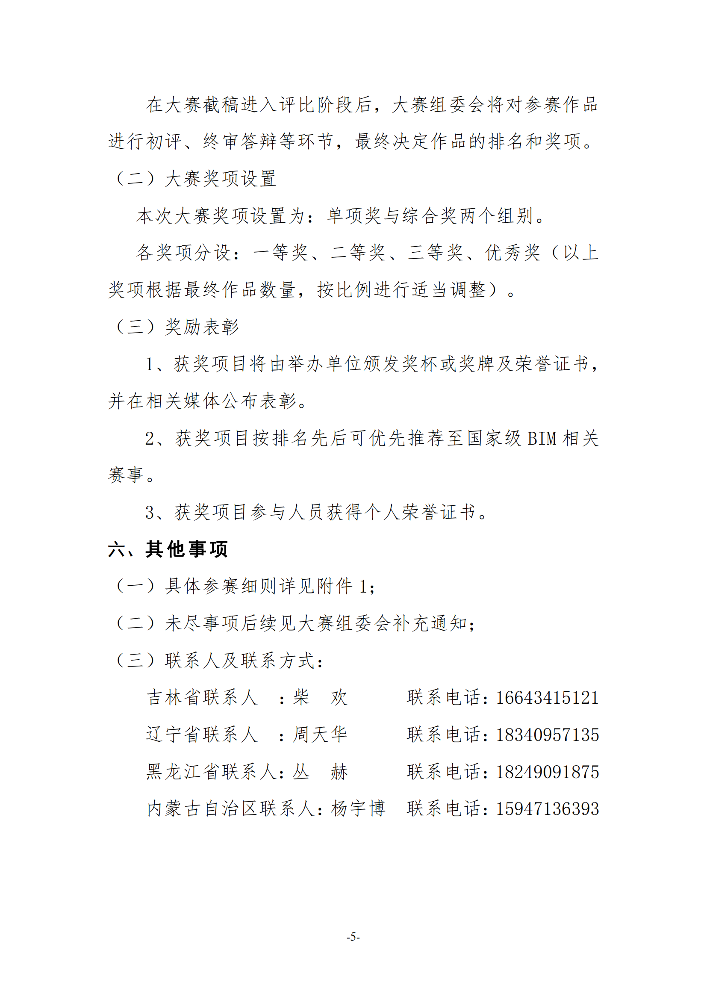 在大赛截稿进入评比阶段后，大赛组委会将对参赛作品
进行初评、终审答辩等环节，最终决定作品的排名和奖项。
（二）大赛奖项设置
本次大赛奖项设置为：单项奖与综合奖两个组别。
各奖项分设：一等奖、二等奖、三等奖、优秀奖（以上
奖项根据最终作品数量，按比例进行适当调整）。
（三）奖励表彰
1、获奖项目将由举办单位颁发奖杯或奖牌及荣誉证书，
并在相关媒体公布表彰。
2、获奖项目按排名先后可优先推荐至国家级 BIM 相关
赛事。
3、获奖项目参与人员获得个人荣誉证书。
六、其他事项
（一）具体参赛细则详见附件 1；
（二）未尽事项后续见大赛组委会补充通知；
（三）联系人及联系方式：
吉林省联系人　：柴　欢　　　联系电话：16643415121
辽宁省联系人　：周天华　　　联系电话：18340957135
黑龙江省联系人：丛　赫　　　联系电话：18249091875
内蒙古自治区联系人：杨宇博　联系电话：15947136393
-5-